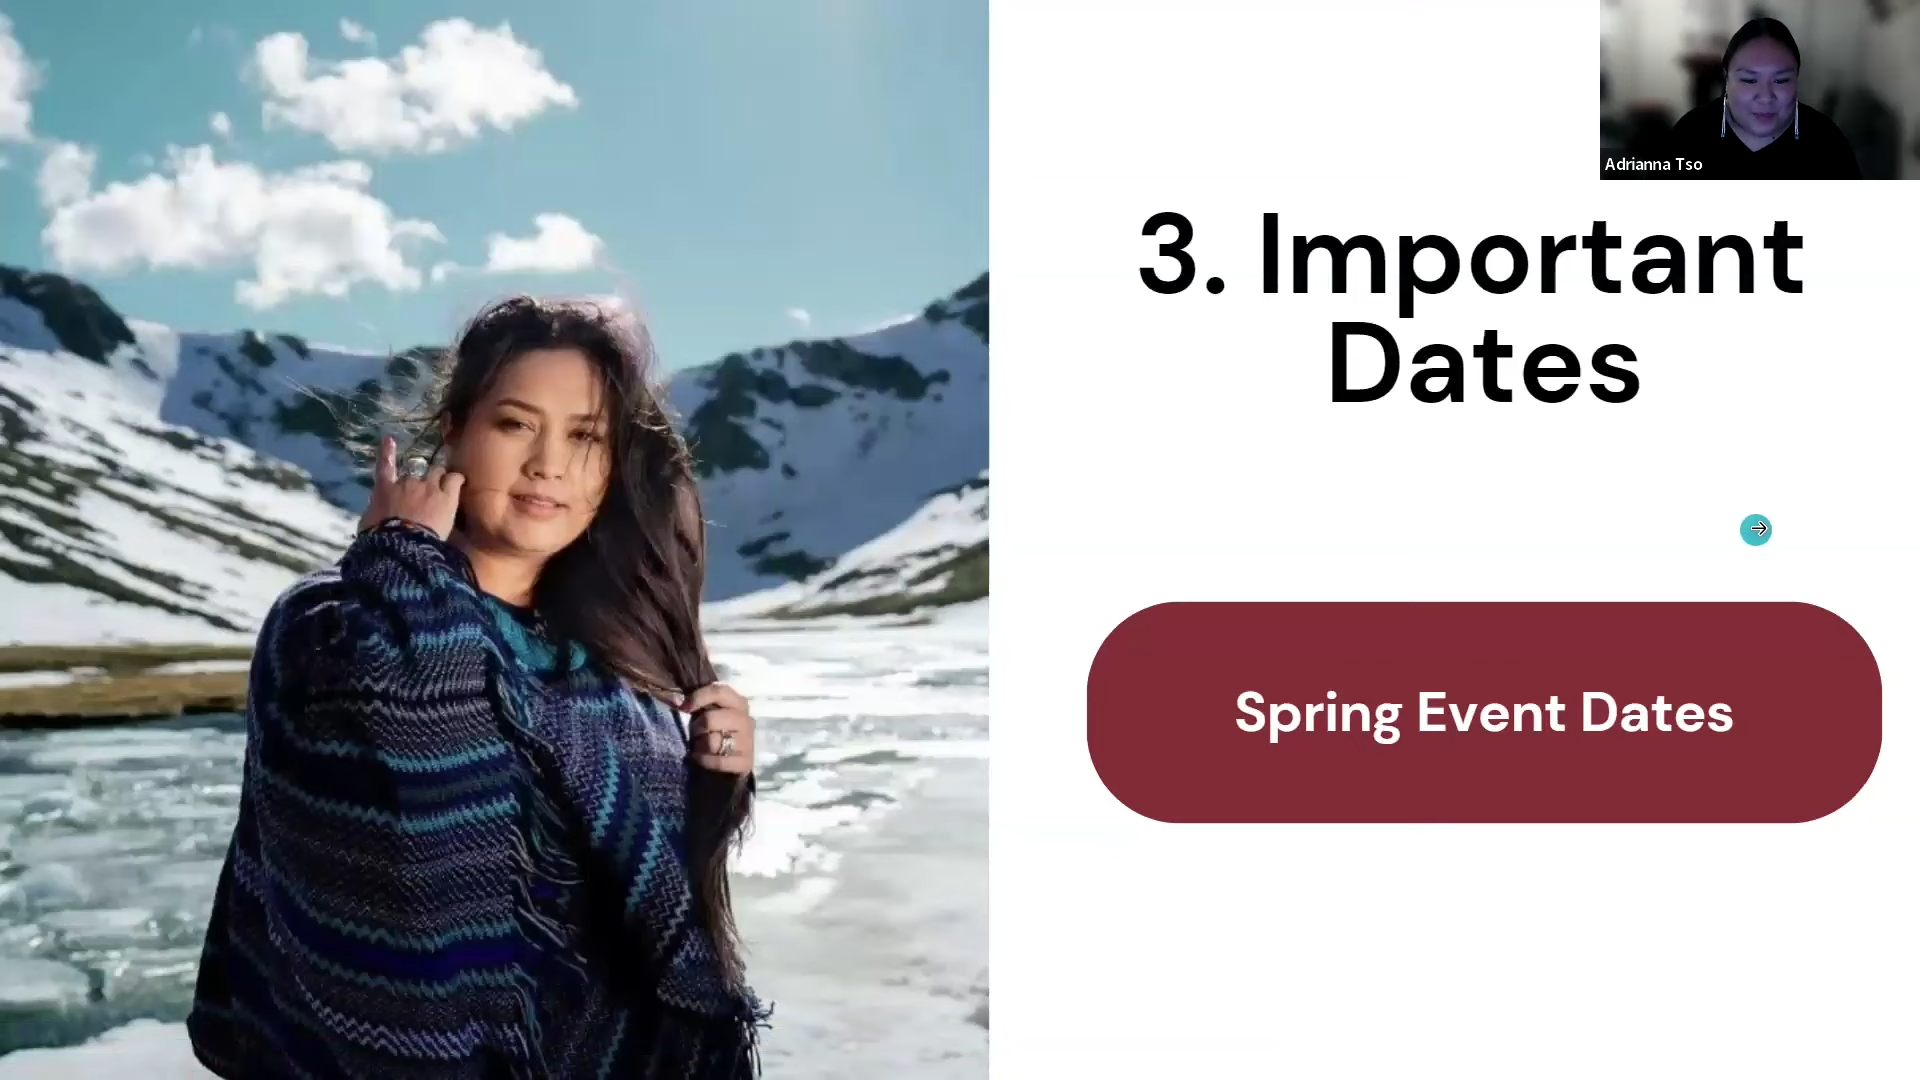 Adrianna Tso
3. Important
Dates
Spring Event Dates